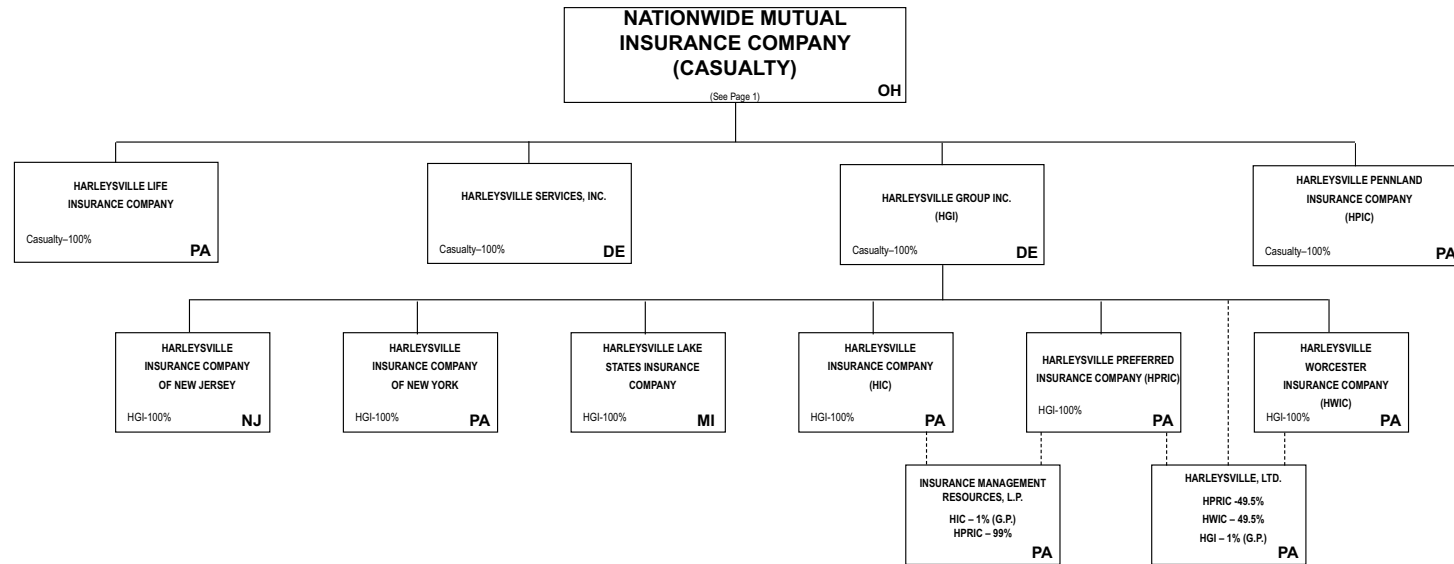 NATIONWIDE MUTUAL
INSURANCE COMPANY
(CASUALTY)
(See Page 1)
OH
HARLEYSVILLE LIFE
INSURANCE COMPANY
Casualty–100%
PA
HARLEYSVILLE SERVICES, INC.
Casualty–100%
DE
HARLEYSVILLE GROUP INC.
(HGI)
Casualty–100%
DE
HARLEYSVILLE PENNLAND
INSURANCE COMPANY
(HPIC)
Casualty–100%
PA
HARLEYSVILLE
INSURANCE COMPANY
OF NEW JERSEY
HGI-100%
NJ
HARLEYSVILLE
INSURANCE COMPANY
OF NEW YORK
HGI-100%
PA
HARLEYSVILLE LAKE
STATES INSURANCE
COMPANY
HGI-100%
MI
HARLEYSVILLE
INSURANCE COMPANY
(HIC)
HGI-100%
PA
HARLEYSVILLE PREFERRED
INSURANCE COMPANY (HPRIC)
HGI-100%
PA
HARLEYSVILLE
WORCESTER
INSURANCE COMPANY
(HWIC)
HGI-100%
PA
INSURANCE MANAGEMENT
RESOURCES, L.P.
HIC – 1% (G.P.)
HPRIC – 99%
PA
HARLEYSVILLE, LTD.
HPRIC -49.5%
HWIC – 49.5%
HGI – 1% (G.P.)
PA